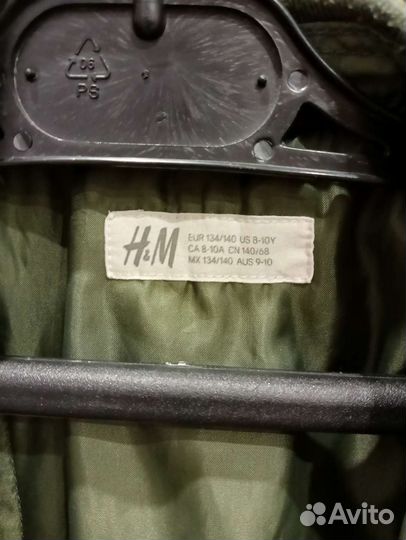 06
PS
H&M
EUR 134/140 US 8-10Y
CA 8-10A CN 140/68
MX 134/140 AUS 9-10
Avito